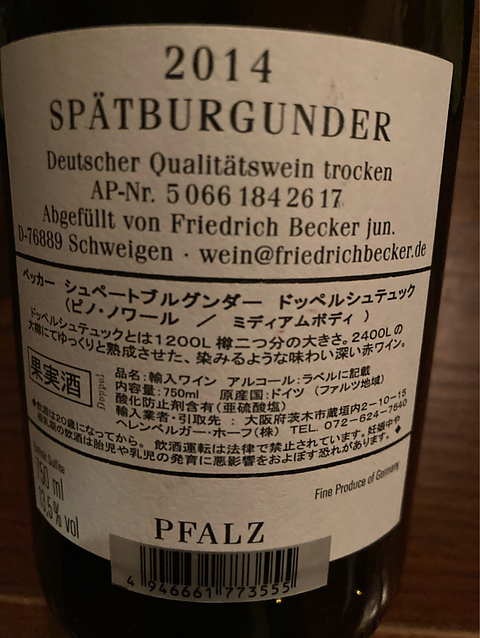 2014
SPÄTBURGUNDER
Deutscher Qualitätswein trocken
AP-Nr. 5 066 184 26 17
Abgefüllt von Friedrich Becker jun.
D-76889 Schweigen · wein@friedrichbecker.de
ベッカー シュペートブルグンダー ドッペルシュテュック
（ピノ・ノワール / ミディアムボディ）
ドッペルシュテュックとは1200L 樽二つ分の大きさ。2400Lの
大樽にてゆっくりと熟成させた、染みるような味わい深い赤ワイン。
果実酒
doppel
品名:輸入ワイン アルコール:ラベルに記載
内容量:750ml 原産国:ドイツ (ファルツ地域)
酸化防止剤含有(亜硫酸塩)
輸入業者・引取先 : 大阪府茨木市蔵垣内2-10-15
ヘレンベルガー・ホーフ(株) TEL. 072-624-7540
◆飲酒は20歳になってから。飲酒運転は法律で禁止されています。妊娠中や
授乳期の飲酒は胎児や乳児の発育に悪影響をおよぼす恐れがあります。◆
750 ml
13,5% vol
Fine Produce of Germany
PFALZ
4 946661 773555